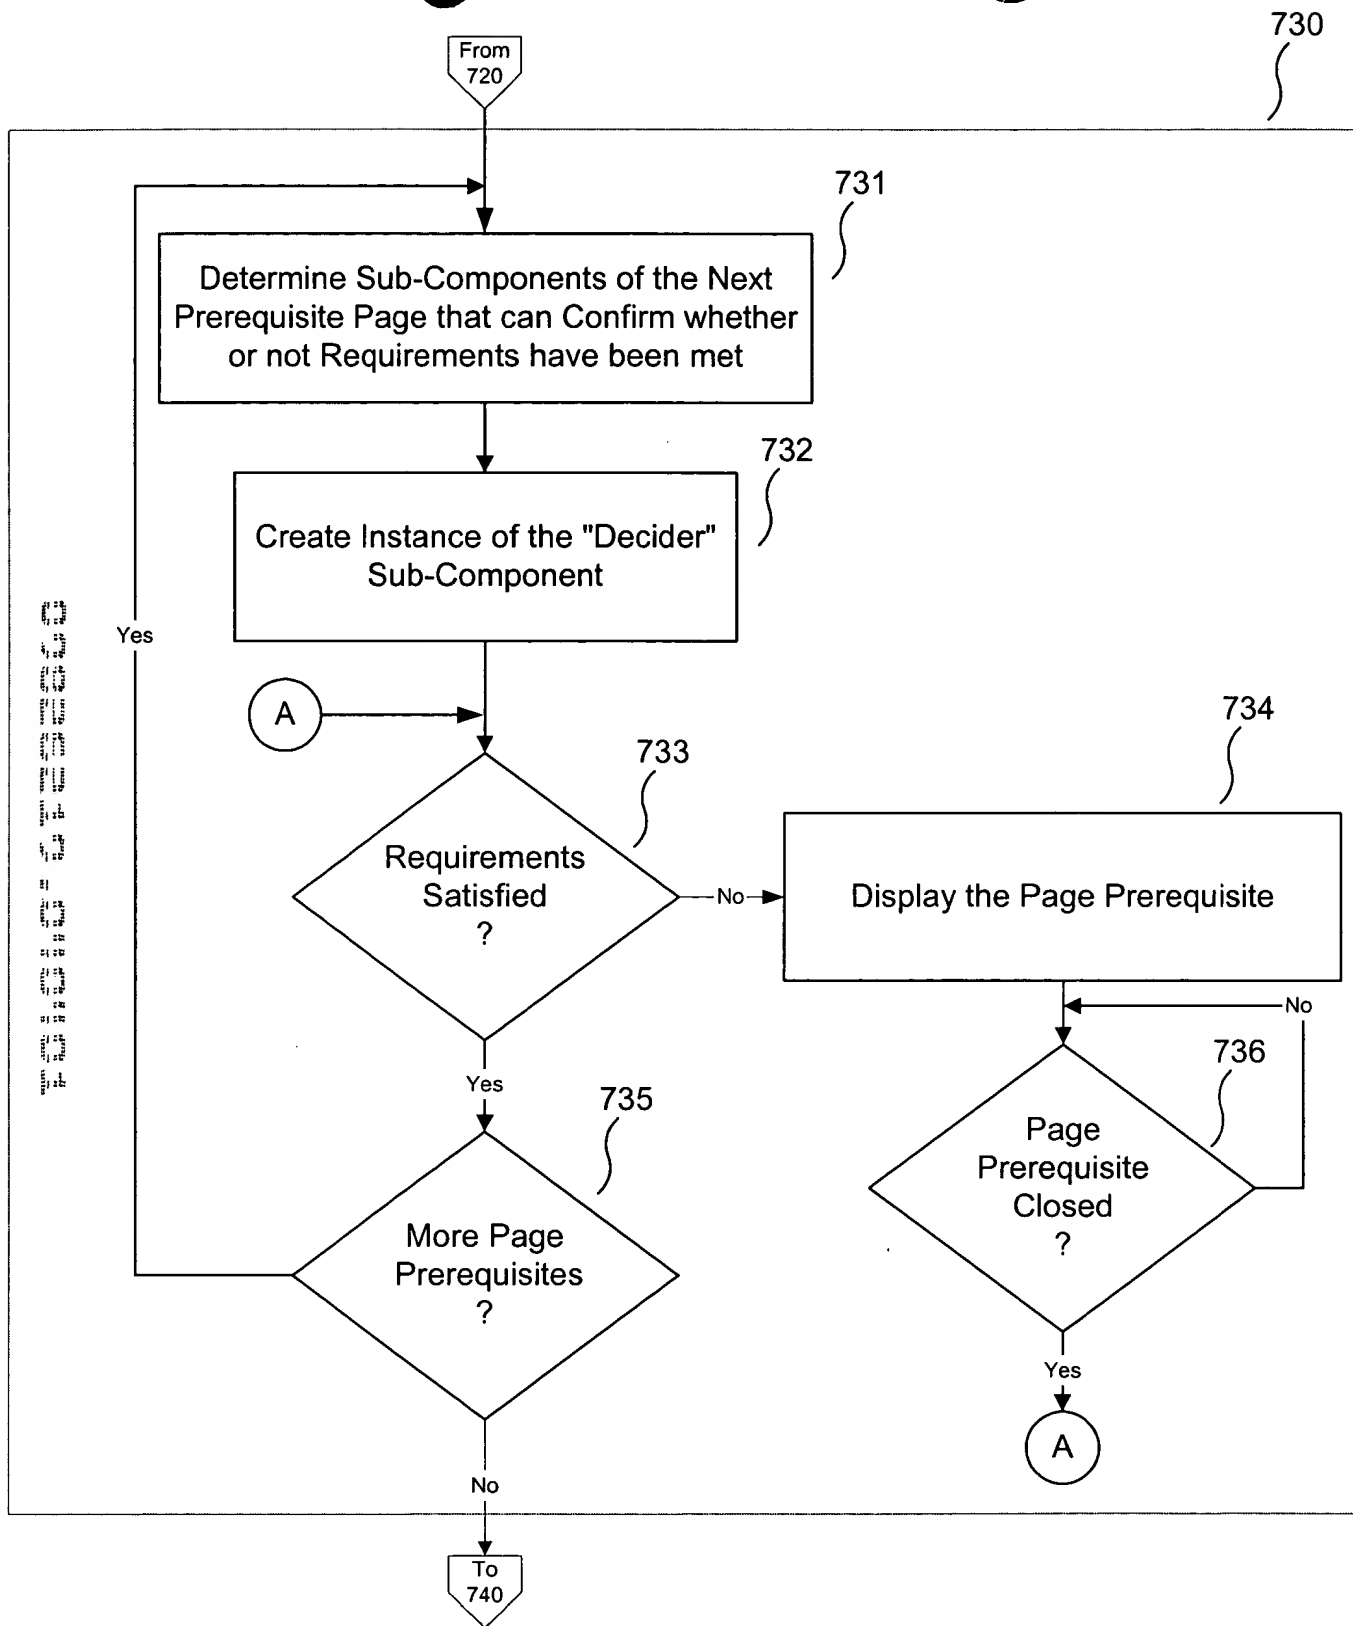 730
From
720
731
Determine Sub-Components of the Next
Prerequisite Page that can Confirm whether
or not Requirements have been met
732
Create Instance of the "Decider"
Sub-Component
Yes
A
733
Requirements
Satisfied
?
No
734
Display the Page Prerequisite
No
736
Page
Prerequisite
Closed
?
Yes
A
Yes
735
More Page
Prerequisites
?
No
To
740